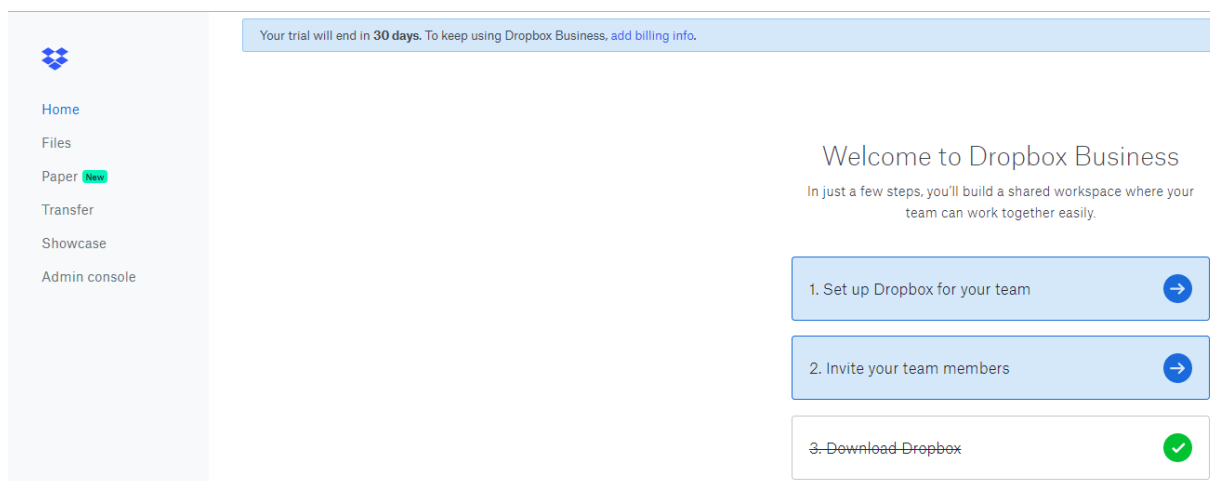 Your trial will end in 30 days. To keep using Dropbox Business, add billing info.
Home
Files
Paper New
Transfer
Showcase
Admin console
Welcome to Dropbox Business
In just a few steps, you'll build a shared workspace where your
team can work together easily.
1. Set up Dropbox for your team
2. Invite your team members
3. Download Dropbox